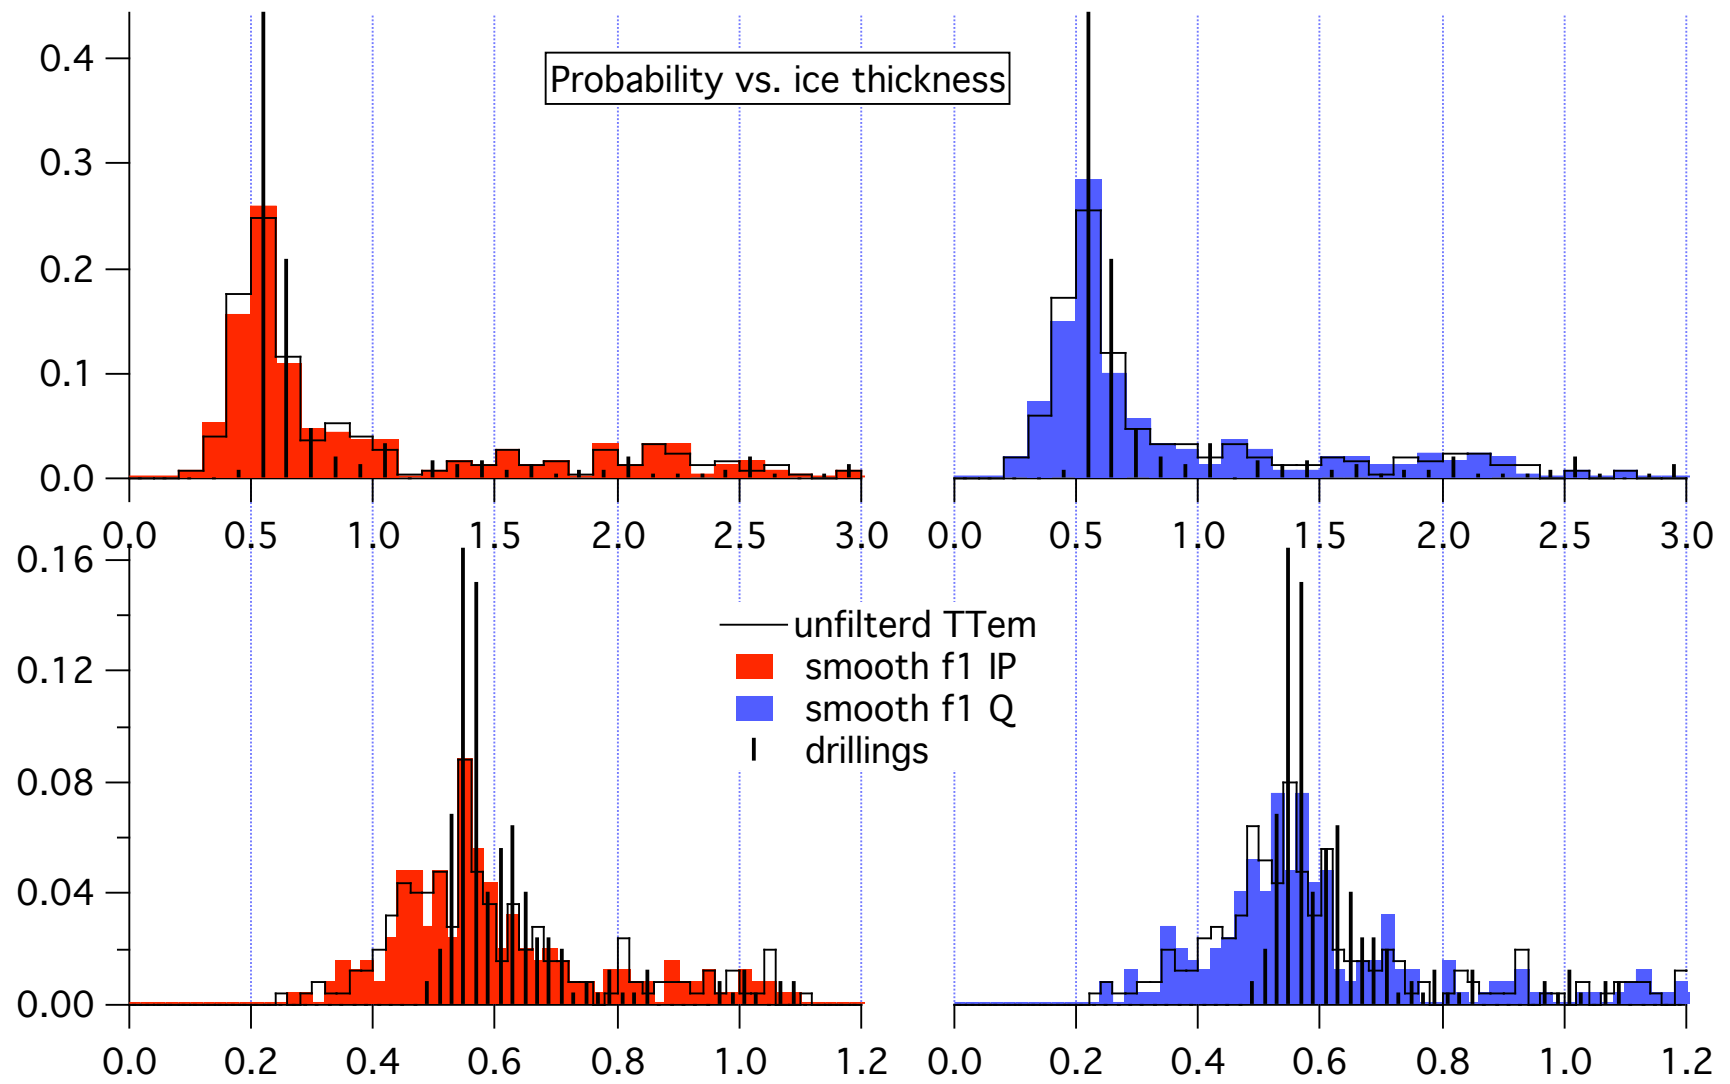 0.4
Probability vs. ice thickness
0.3
0.2
0.1
0.0
0.0 0.5 1.0 1.5 2.0 2.5 3.0 0.0 0.5 1.0 1.5 2.0 2.5 3.0
0.16
unfilterd TTem
0.12
smooth f1 IP
smooth f1 Q
drillings
0.08
0.04
0.00
0.0 0.2 0.4 0.6 0.8 1.0 1.2 0.0 0.2 0.4 0.6 0.8 1.0 1.2